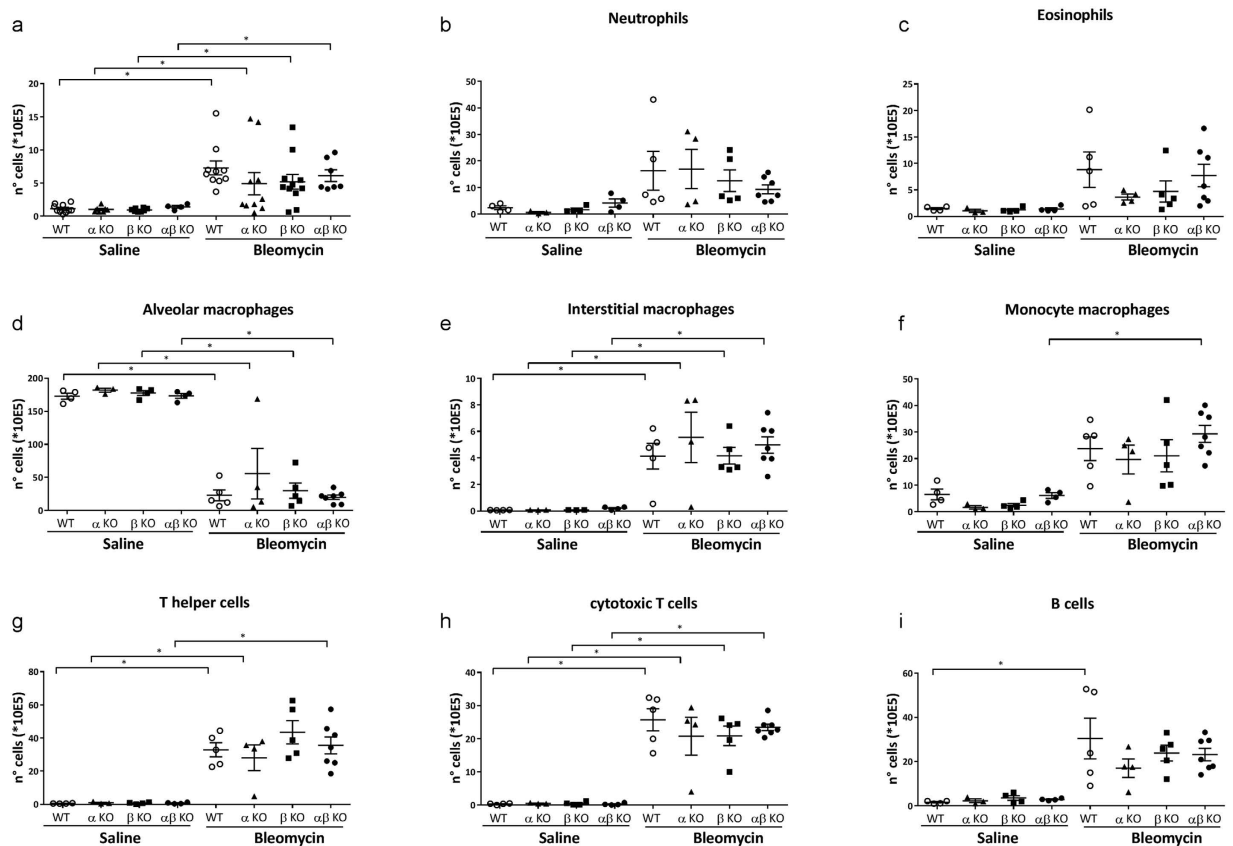 a
*
*
*
n° cells (*10E5)
20
15
10
5
0
WT α KO β KO αβ KO WT α KO β KO αβ KO
Saline Bleomycin
b
Neutrophils
n° cells (*10E5)
50
40
30
20
10
0
WT α KO β KO αβ KO WT α KO β KO αβ KO
Saline Bleomycin
c
Eosinophils
n° cells (*10E5)
25
20
15
10
5
0
WT α KO β KO αβ KO WT α KO β KO αβ KO
Saline Bleomycin
d
Alveolar macrophages
*
*
*
*
n° cells (*10E5)
200
150
100
50
0
WT α KO β KO αβ KO WT α KO β KO αβ KO
Saline Bleomycin
e
Interstitial macrophages
*
*
*
*
n° cells (*10E5)
10
8
6
4
2
0
WT α KO β KO αβ KO WT α KO β KO αβ KO
Saline Bleomycin
f
Monocyte macrophages
*
n° cells (*10E5)
50
40
30
20
10
0
WT α KO β KO αβ KO WT α KO β KO αβ KO
Saline Bleomycin
g
T helper cells
*
*
*
n° cells (*10E5)
80
60
40
20
0
WT α KO β KO αβ KO WT α KO β KO αβ KO
Saline Bleomycin
h
cytotoxic T cells
*
*
*
*
n° cells (*10E5)
40
30
20
10
0
WT α KO β KO αβ KO WT α KO β KO αβ KO
Saline Bleomycin
i
B cells
*
n° cells (*10E5)
60
40
20
0
WT α KO β KO αβ KO WT α KO β KO αβ KO
Saline Bleomycin